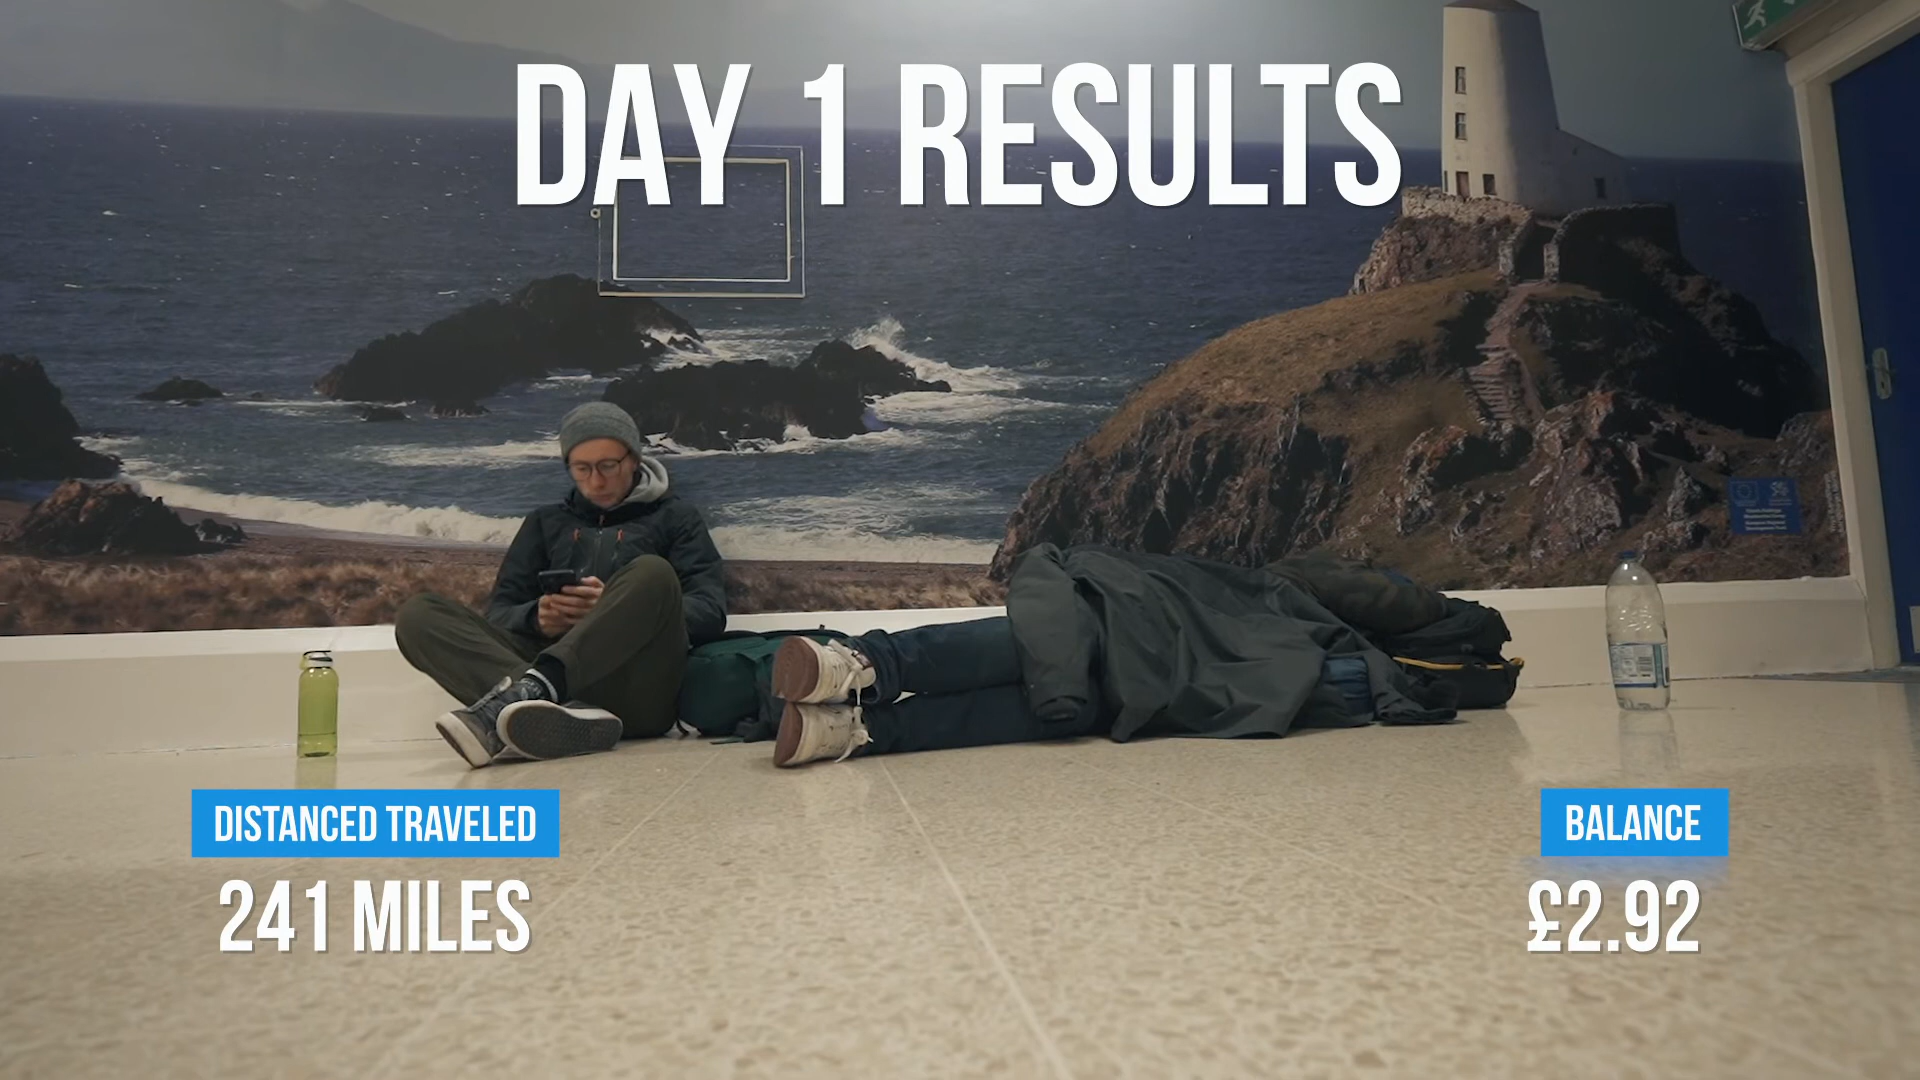 DAY 1 RESULTS
DISTANCED TRAVELED
241 MILES
BALANCE
£2.92